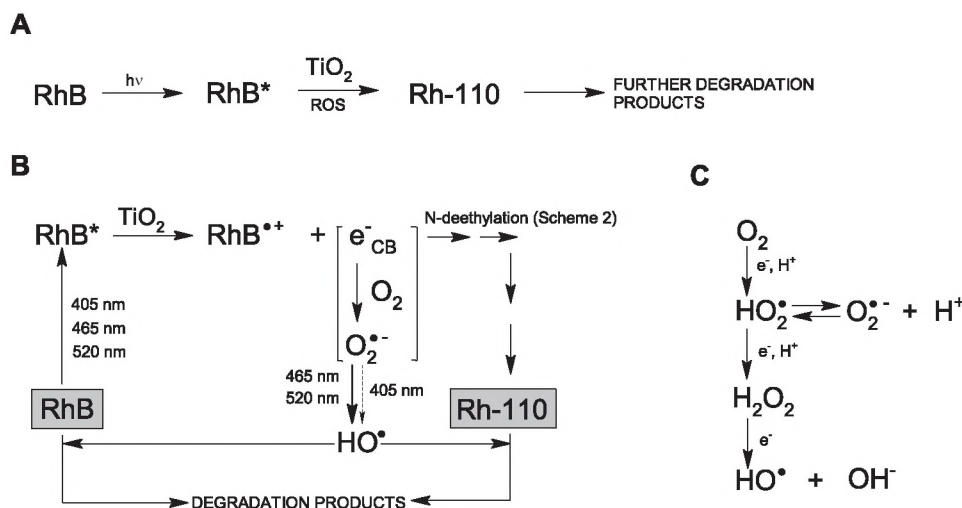 A
RhB hν RhB* TiO₂ ROS Rh-110 FURTHER DEGRADATION
PRODUCTS
B
RhB* TiO₂ RhB•+ + e⁻CB N-deethylation (Scheme 2)
O₂
O₂•-
405 nm
465 nm
520 nm
465 nm
520 nm
405 nm
RhB
HO•
Rh-110
DEGRADATION PRODUCTS
C
O₂
e⁻, H⁺
HO₂• O₂•- + H⁺
e⁻, H⁺
H₂O₂
e⁻
HO• + OH⁻